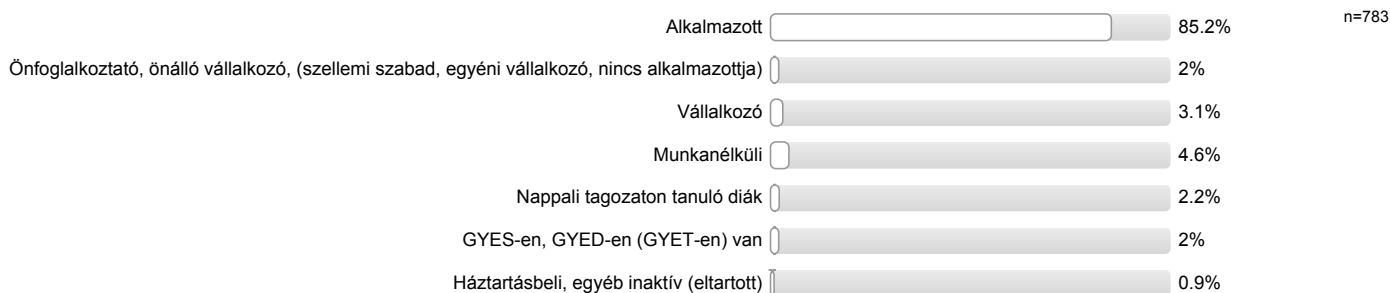 Alkalmazott 85.2% n=783
Önfoglalkoztató, önálló vállalkozó, (szellemi szabad, egyéni vállalkozó, nincs alkalmazottja) 2%
Vállalkozó 3.1%
Munkanélküli 4.6%
Nappali tagozaton tanuló diák 2.2%
GYES-en, GYED-en (GYET-en) van 2%
Háztartásbeli, egyéb inaktív (eltartott) 0.9%